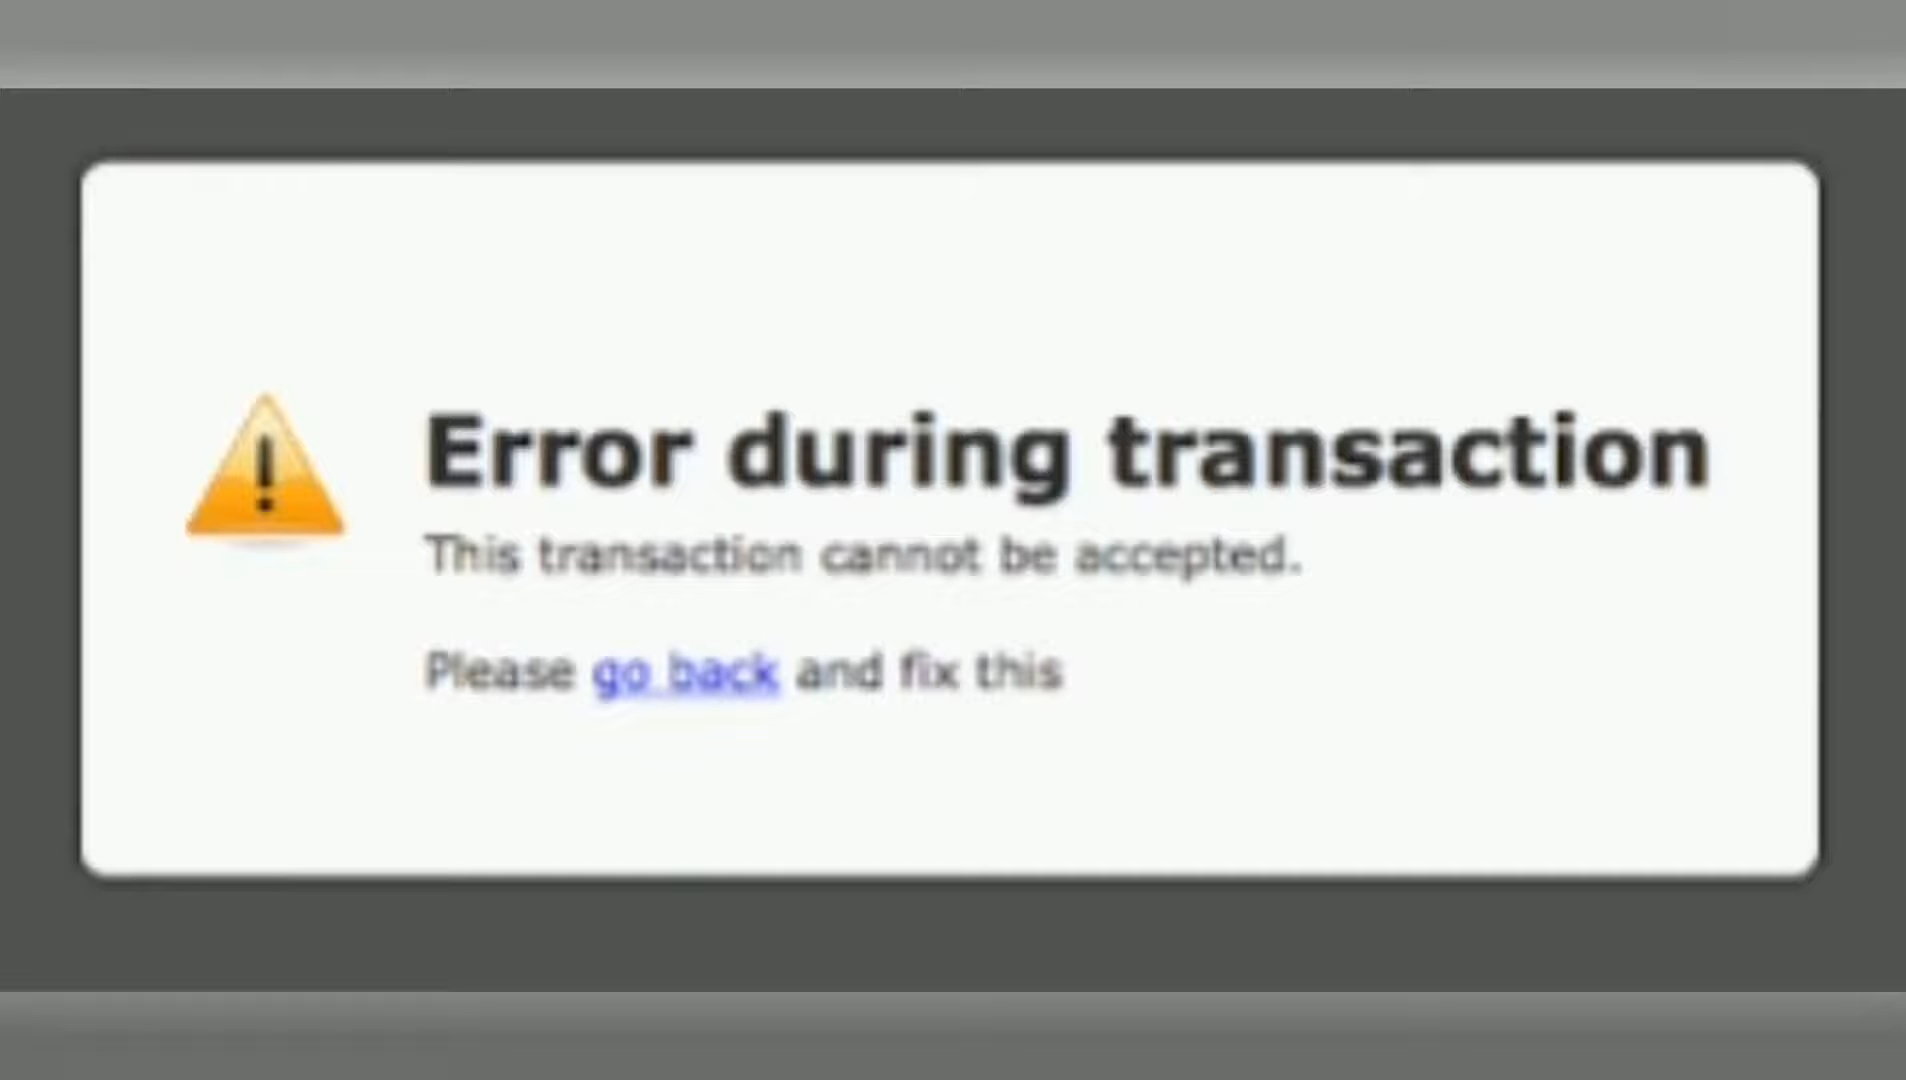 Error during transaction
This transaction cannot be accepted.
Please go back and fix this